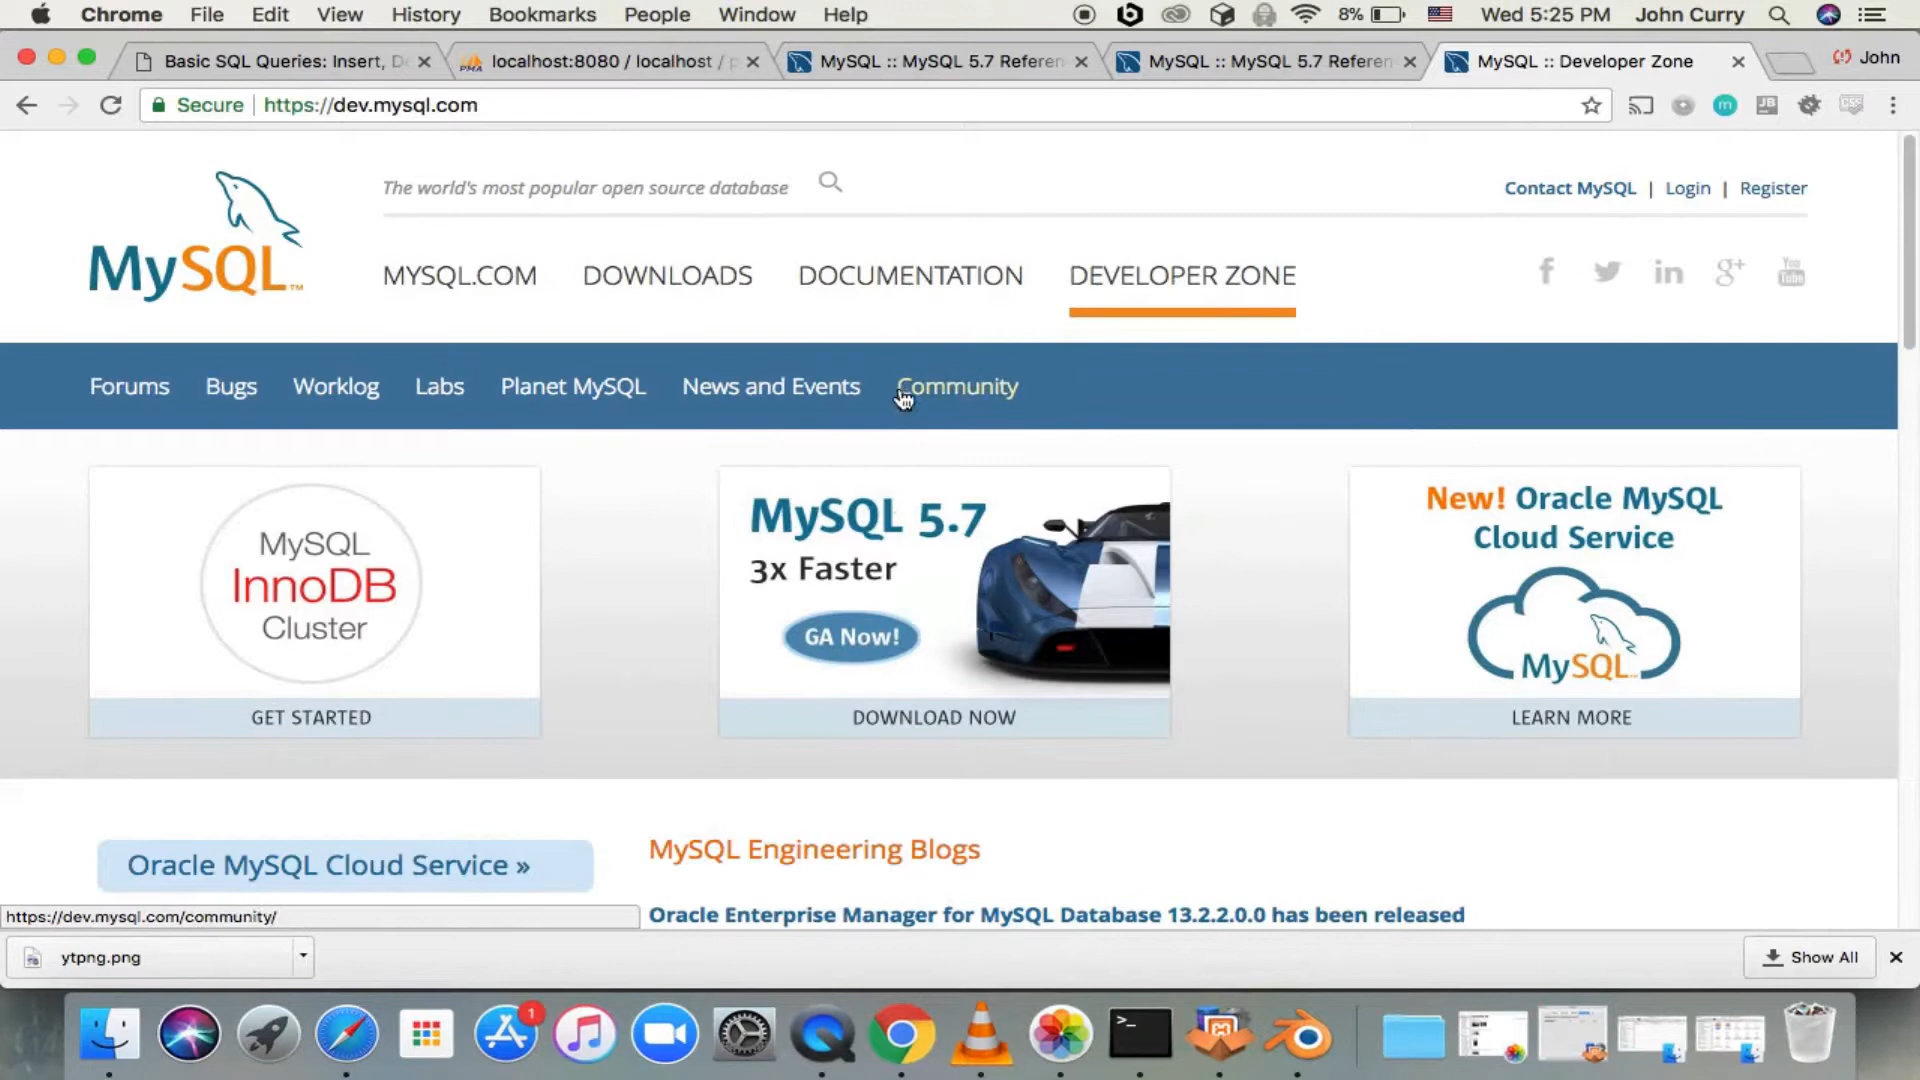 Chrome File Edit View History Bookmarks People Window Help 8% Wed 5:25 PM John Curry
Basic SQL Queries: Insert, De localhost:8080 / localhost / p MySQL :: MySQL 5.7 Referen MySQL :: MySQL 5.7 Referen MySQL :: Developer Zone John
Secure https://dev.mysql.com
The world's most popular open source database
Contact MySQL | Login | Register
MySQL™
MYSQL.COM DOWNLOADS DOCUMENTATION DEVELOPER ZONE
Forums Bugs Worklog Labs Planet MySQL News and Events Community
MySQL
InnoDB
Cluster
GET STARTED
MySQL 5.7
3x Faster
GA Now!
DOWNLOAD NOW
New! Oracle MySQL
Cloud Service
MySQL
LEARN MORE
Oracle MySQL Cloud Service »
MySQL Engineering Blogs
Oracle Enterprise Manager for MySQL Database 13.2.2.0.0 has been released
https://dev.mysql.com/community/
ytpng.png Show All
1